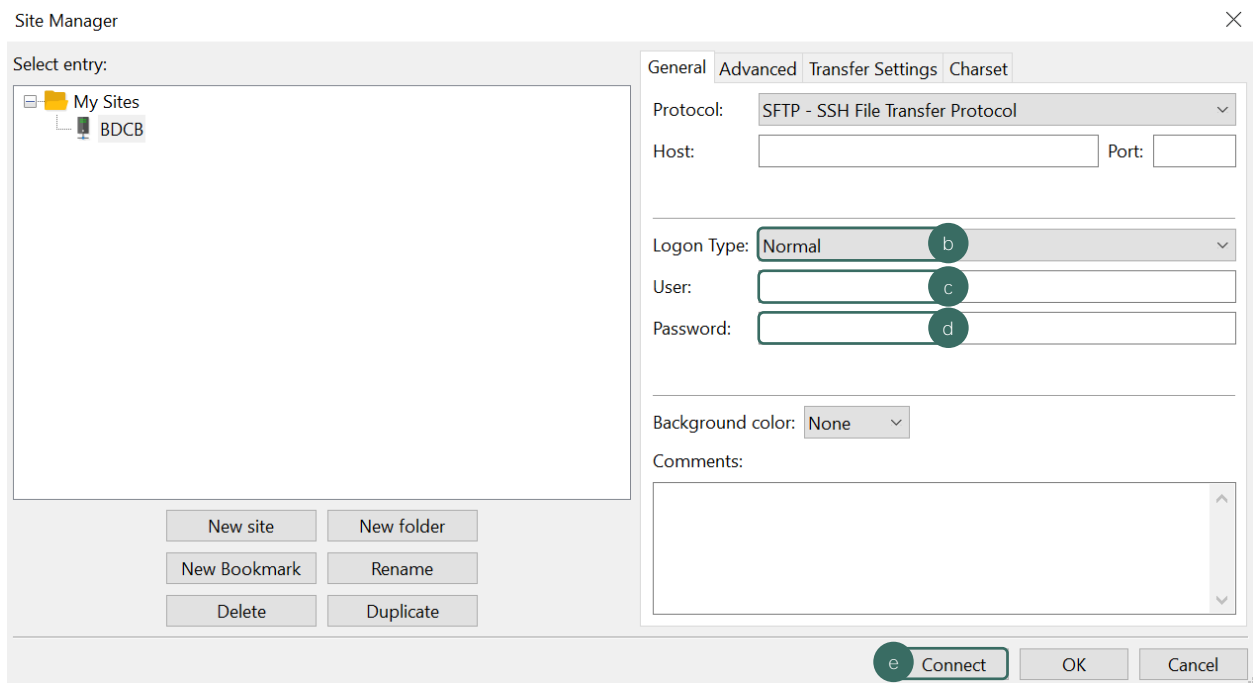 Site Manager
Select entry:
My Sites
BDCB
New site New folder
New Bookmark Rename
Delete Duplicate
General Advanced Transfer Settings Charset
Protocol: SFTP - SSH File Transfer Protocol
Host: Port:
Logon Type: Normal b
User: c
Password: d
Background color: None
Comments:
e Connect OK Cancel